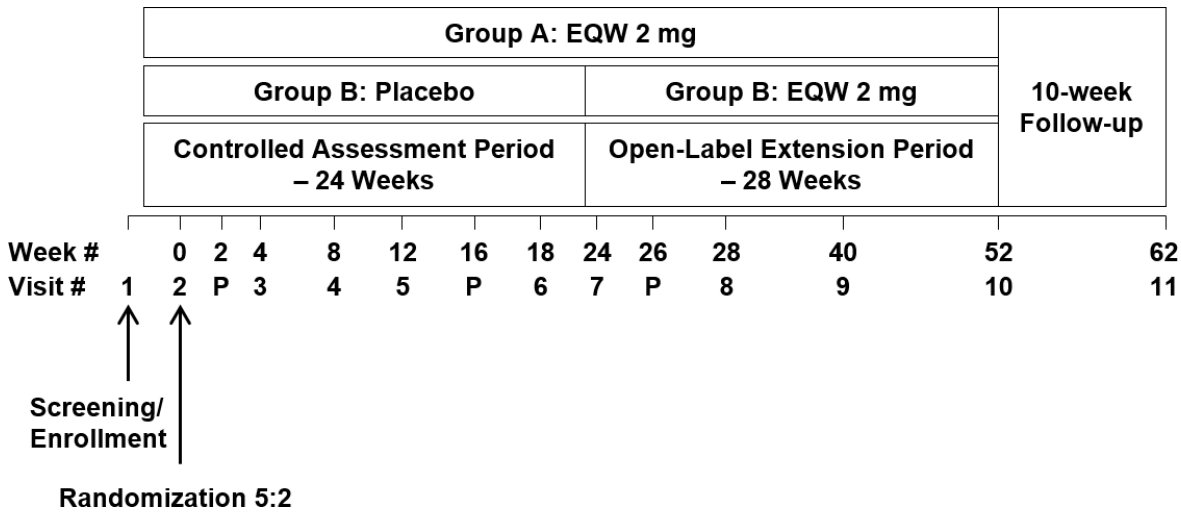 Group A: EQW 2 mg
Group B: Placebo
Group B: EQW 2 mg
10-week
Follow-up
Controlled Assessment Period
– 24 Weeks
Open-Label Extension Period
– 28 Weeks
Week # 0 2 4 8 12 16 18 24 26 28 40 52 62
Visit # 1 2 P 3 4 5 P 6 7 P 8 9 10 11
Screening/
Enrollment
Randomization 5:2